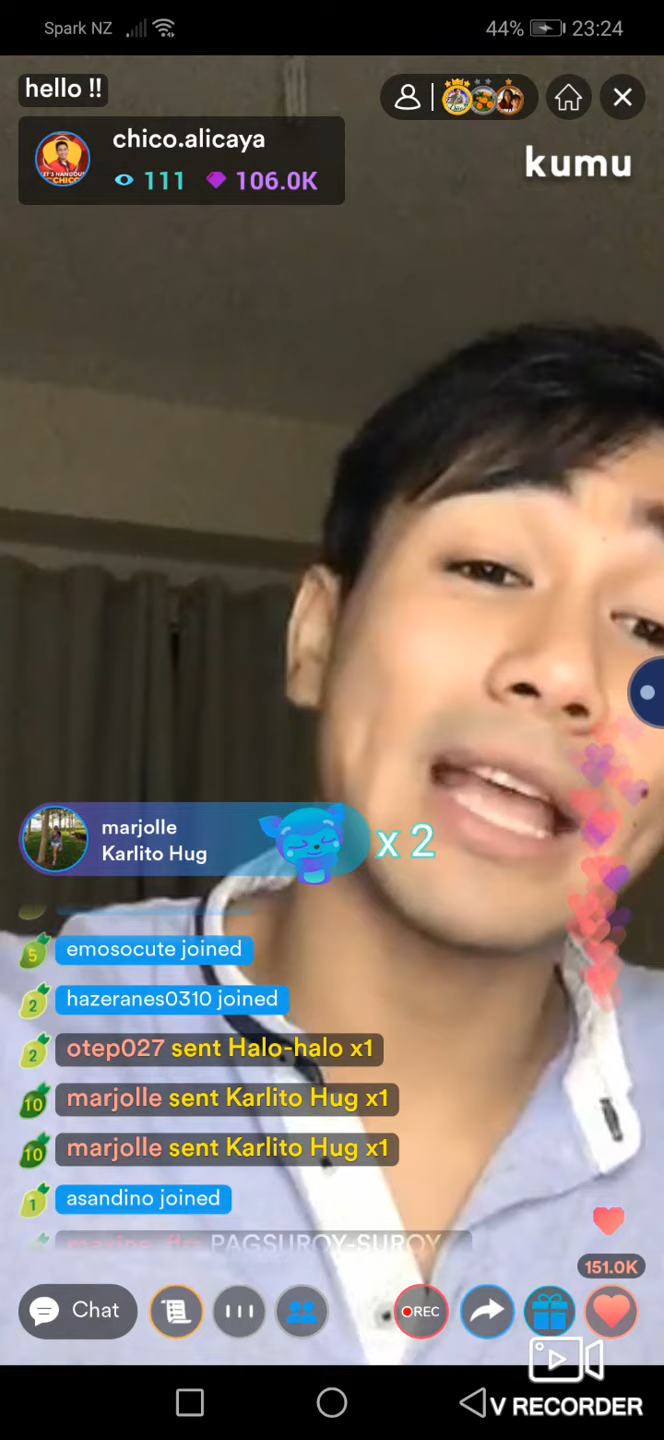 Spark NZ
44% 23:24
hello !!
chico.alicaya
111 106.0K
kumu
marjolle
Karlito Hug
x 2
5 emosocute joined
2 hazeranes0310 joined
2 otep027 sent Halo-halo x1
10 marjolle sent Karlito Hug x1
10 marjolle sent Karlito Hug x1
1 asandino joined
PAGSUROY-SUROY
151.0K
Chat
REC
V RECORDER